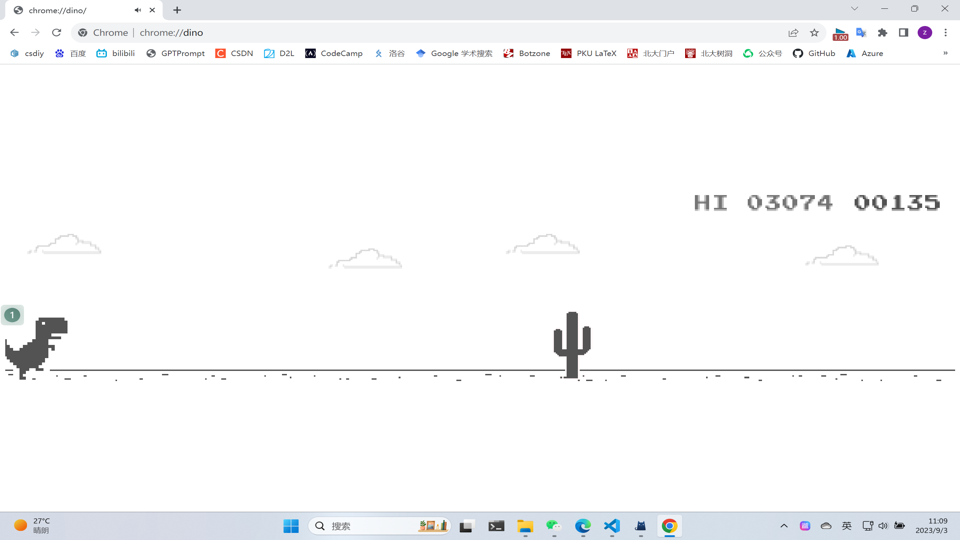 chrome://dino/
Chrome | chrome://dino
1.00
z
csdiy 百度 bilibili GPTPrompt CSDN D2L CodeCamp 洛谷 Google 学术搜索 Botzone PKU LaTeX 北大门户 北大树洞 公众号 GitHub Azure »
HI 03074 00135
1
27°C
晴朗
搜索
英
11:09
2023/9/3